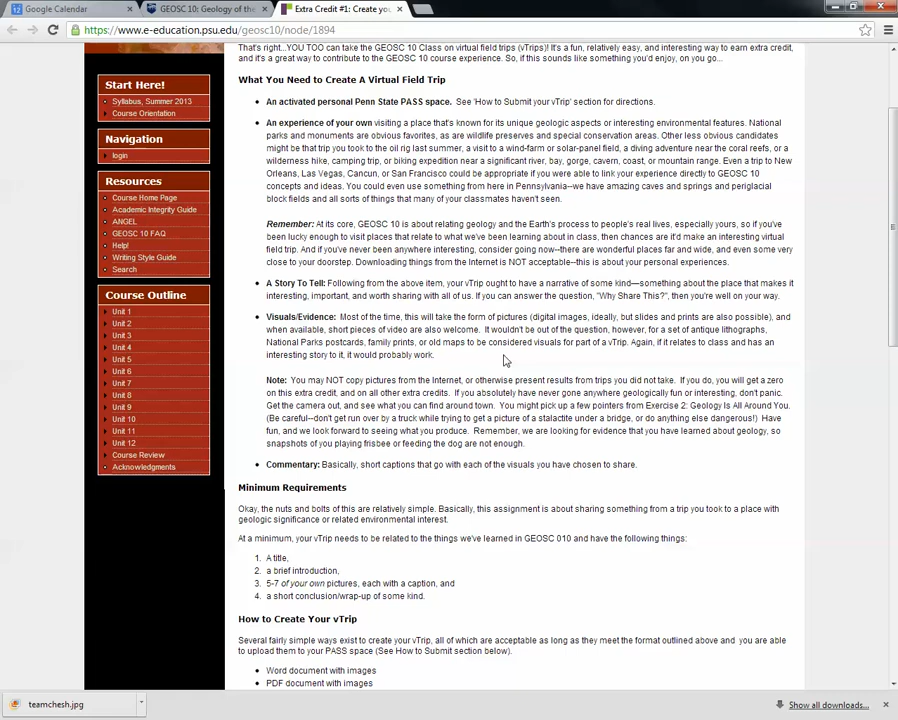 Google Calendar
GEOSC 10: Geology of the
Extra Credit #1: Create you
https://www.e-education.psu.edu/geosc10/node/1894
Start Here!
Syllabus, Summer 2013
Course Orientation
Navigation
login
Resources
Course Home Page
Academic Integrity Guide
ANGEL
GEOSC 10 FAQ
Help!
Writing Style Guide
Search
Course Outline
Unit 1
Unit 2
Unit 3
Unit 4
Unit 5
Unit 6
Unit 7
Unit 8
Unit 9
Unit 10
Unit 11
Unit 12
Course Review
Acknowledgments
That's right...YOU TOO can take the GEOSC 10 Class on virtual field trips (vTrips)! It's a fun, relatively easy, and interesting way to earn extra credit,
and it's a great way to contribute to the GEOSC 10 course experience. So, if this sounds like something you'd enjoy, on you go...
What You Need to Create A Virtual Field Trip
• An activated personal Penn State PASS space. See 'How to Submit your vTrip' section for directions.
• An experience of your own visiting a place that's known for its unique geologic aspects or interesting environmental features. National
parks and monuments are obvious favorites, as are wildlife preserves and special conservation areas. Other less obvious candidates
might be that trip you took to the oil rig last summer, a visit to a wind-farm or solar-panel field, a diving adventure near the coral reefs, or a
wilderness hike, camping trip, or biking expedition near a significant river, bay, gorge, cavern, coast, or mountain range. Even a trip to New
Orleans, Las Vegas, Cancun, or San Francisco could be appropriate if you were able to link your experience directly to GEOSC 10
concepts and ideas. You could even use something from here in Pennsylvania--we have amazing caves and springs and periglacial
block fields and all sorts of things that many of your classmates haven't seen.
Remember: At its core, GEOSC 10 is about relating geology and the Earth's process to people's real lives, especially yours, so if you've
been lucky enough to visit places that relate to what we've been learning about in class, then chances are it'd make an interesting virtual
field trip. And if you've never been anywhere interesting, consider going now--there are wonderful places far and wide, and even some very
close to your doorstep. Downloading things from the Internet is NOT acceptable--this is about your personal experiences.
• A Story To Tell: Following from the above item, your vTrip ought to have a narrative of some kind—something about the place that makes it
interesting, important, and worth sharing with all of us. If you can answer the question, "Why Share This?", then you're well on your way.
• Visuals/Evidence: Most of the time, this will take the form of pictures (digital images, ideally, but slides and prints are also possible), and
when available, short pieces of video are also welcome. It wouldn't be out of the question, however, for a set of antique lithographs,
National Parks postcards, family prints, or old maps to be considered visuals for part of a vTrip. Again, if it relates to class and has an
interesting story to it, it would probably work.
Note: You may NOT copy pictures from the Internet, or otherwise present results from trips you did not take. If you do, you will get a zero
on this extra credit, and on all other extra credits. If you absolutely have never gone anywhere geologically fun or interesting, don't panic.
Get the camera out, and see what you can find around town. You might pick up a few pointers from Exercise 2: Geology Is All Around You.
(Be careful--don't get run over by a truck while trying to get a picture of a stalactite under a bridge, or do anything else dangerous!) Have
fun, and we look forward to seeing what you produce. Remember, we are looking for evidence that you have learned about geology, so
snapshots of you playing frisbee or feeding the dog are not enough.
• Commentary: Basically, short captions that go with each of the visuals you have chosen to share.
Minimum Requirements
Okay, the nuts and bolts of this are relatively simple. Basically, this assignment is about sharing something from a trip you took to a place with
geologic significance or related environmental interest.
At a minimum, your vTrip needs to be related to the things we've learned in GEOSC 010 and have the following things:
1. A title,
2. a brief introduction,
3. 5-7 of your own pictures, each with a caption, and
4. a short conclusion/wrap-up of some kind.
How to Create Your vTrip
Several fairly simple ways exist to create your vTrip, all of which are acceptable as long as they meet the format outlined above and you are able
to upload them to your PASS space (See How to Submit section below).
• Word document with images
• PDF document with images
teamchesh.jpg
Show all downloads...